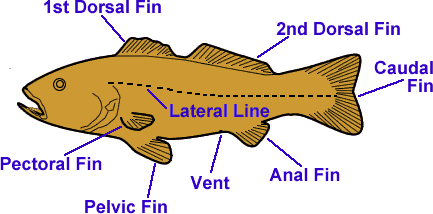 1st Dorsal Fin
2nd Dorsal Fin
Caudal
Fin
Lateral Line
Pectoral Fin
Vent
Anal Fin
Pelvic Fin